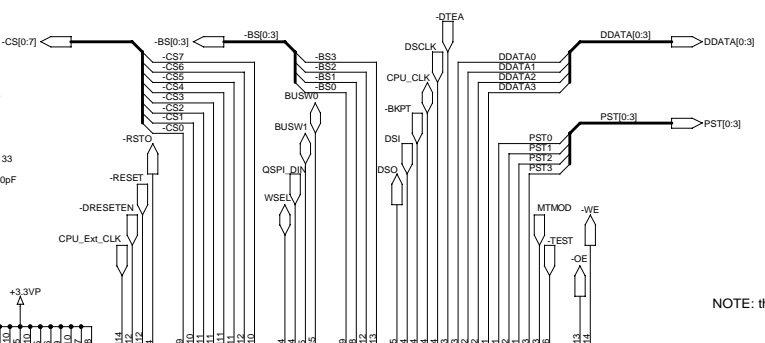 -DTEA
-CS[0:7]
-BS[0:3]
-BS[0:3]
DDATA[0:3]
DDATA[0:3]
DSCLK
-CS7
-CS6
-CS5
-CS4
-CS3
-CS2
-CS1
-CS0
-BS3
-BS2
-BS1
-BS0
DDATA0
DDATA1
DDATA2
DDATA3
CPU_CLK
BUSW0
-BKPT
PST[0:3]
PST[0:3]
BUSW1
-RSTO
DSI
PST0
PST1
PST2
PST3
33
0pF
QSPI_DIN
DSO
-RESET
WSEL
-DRESETEN
MTMOD
-WE
CPU_Ext_CLK
-TEST
-OE
+3.3VP
NOTE: th